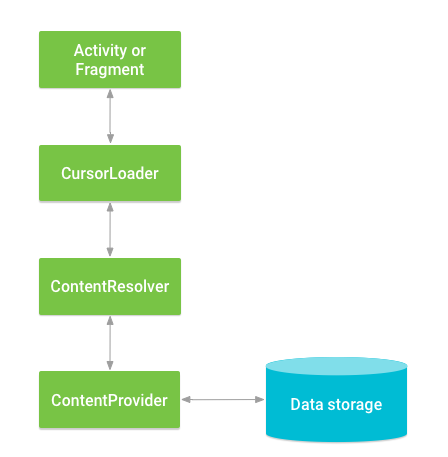 Activity or
Fragment
CursorLoader
ContentResolver
ContentProvider
Data storage